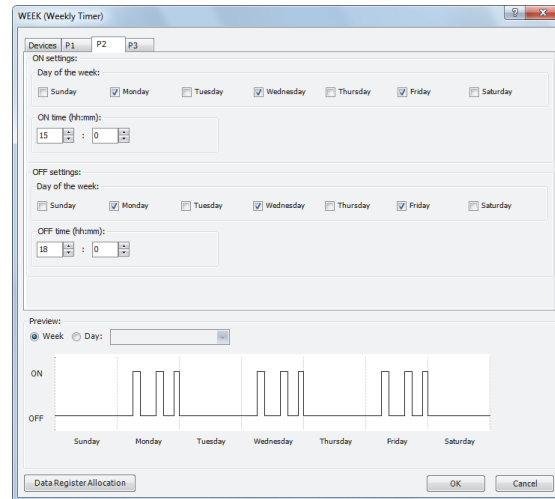 WEEK (Weekly Timer)
Devices P1 P2 P3
ON settings:
Day of the week:
Sunday Monday Tuesday Wednesday Thursday Friday Saturday
ON time (hh:mm):
15 : 0
OFF settings:
Day of the week:
Sunday Monday Tuesday Wednesday Thursday Friday Saturday
OFF time (hh:mm):
18 : 0
Preview:
Week Day:
ON
OFF
Sunday Monday Tuesday Wednesday Thursday Friday Saturday
Data Register Allocation OK Cancel